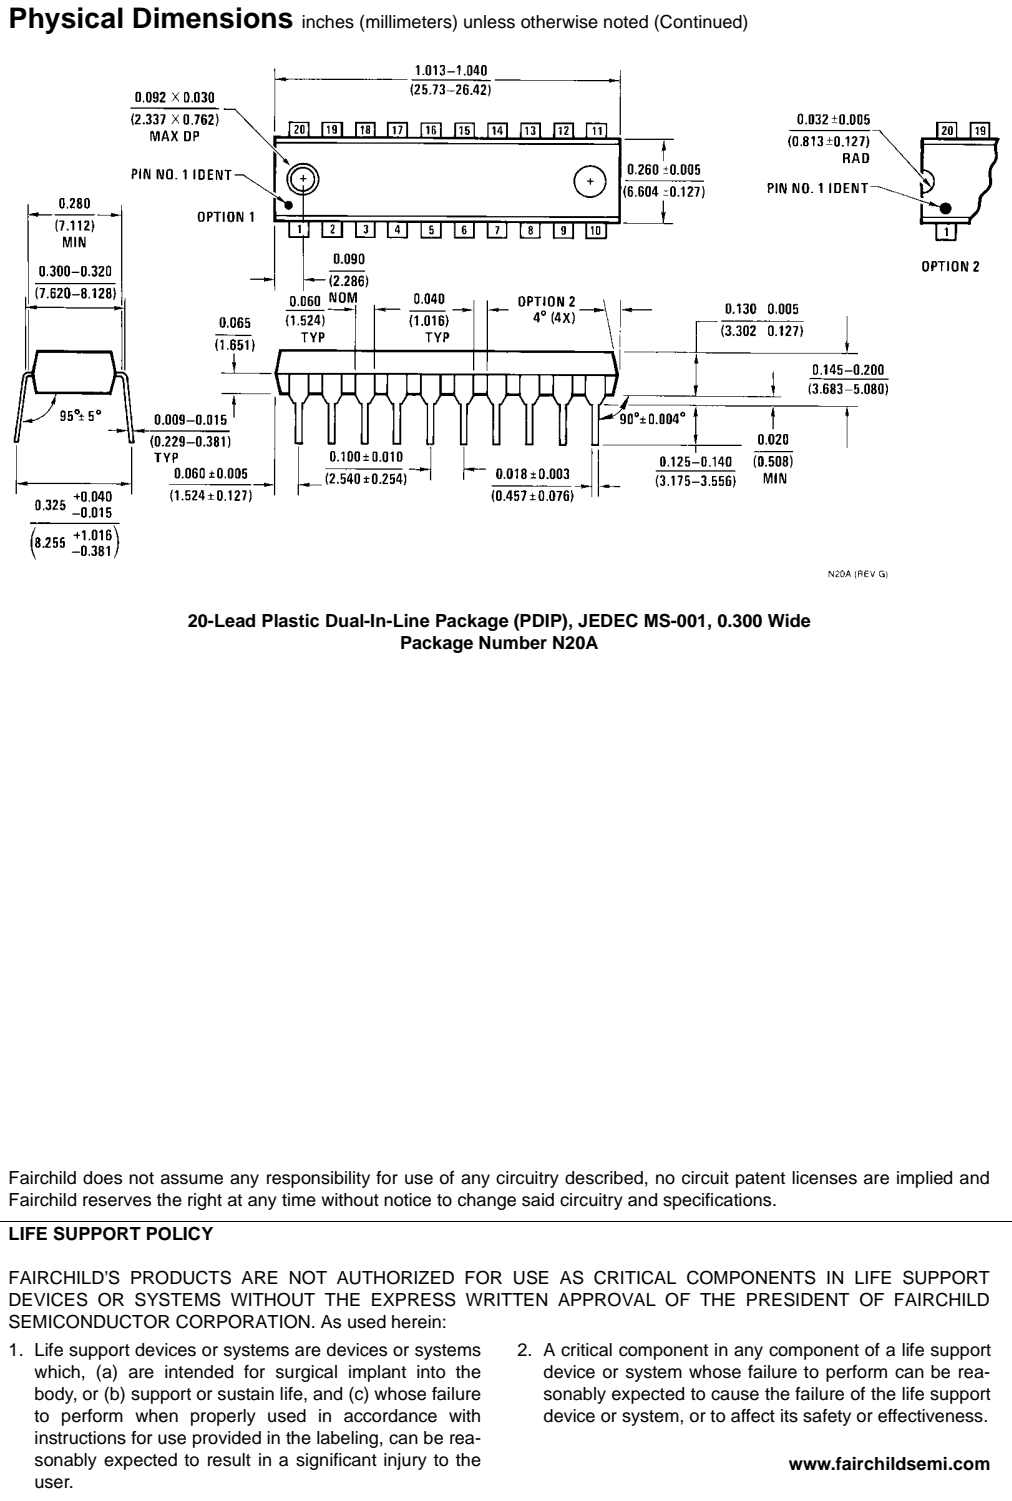 Physical Dimensions inches (millimeters) unless otherwise noted (Continued)
1.013–1.040
(25.73–26.42)
0.092 × 0.030
(2.337 × 0.762)
MAX DP
20 19 18 17 16 15 14 13 12 11
0.032 ±0.005
(0.813 ±0.127)
RAD
20 19
PIN NO. 1 IDENT
0.260 ±0.005
(6.604 ±0.127)
PIN NO. 1 IDENT
OPTION 1
1 2 3 4 5 6 7 8 9 10
1
OPTION 2
0.280
(7.112)
MIN
0.300–0.320
(7.620–8.128)
0.090
(2.286)
NOM
0.060
(1.524)
TYP
0.040
(1.016)
TYP
OPTION 2
4° (4X)
0.130 0.005
(3.302 0.127)
0.065
(1.651)
0.145–0.200
(3.683–5.080)
95°± 5°
0.009–0.015
(0.229–0.381)
TYP
90°±0.004°
0.020
(0.508)
MIN
0.125–0.140
(3.175–3.556)
0.100 ±0.010
(2.540 ±0.254)
0.018 ±0.003
(0.457 ±0.076)
0.060 ±0.005
(1.524 ±0.127)
0.325 +0.040
–0.015
(8.255 +1.016
–0.381)
N20A (REV G)
20-Lead Plastic Dual-In-Line Package (PDIP), JEDEC MS-001, 0.300 Wide
Package Number N20A
Fairchild does not assume any responsibility for use of any circuitry described, no circuit patent licenses are implied and
Fairchild reserves the right at any time without notice to change said circuitry and specifications.
LIFE SUPPORT POLICY
FAIRCHILD'S PRODUCTS ARE NOT AUTHORIZED FOR USE AS CRITICAL COMPONENTS IN LIFE SUPPORT
DEVICES OR SYSTEMS WITHOUT THE EXPRESS WRITTEN APPROVAL OF THE PRESIDENT OF FAIRCHILD
SEMICONDUCTOR CORPORATION. As used herein:
1. Life support devices or systems are devices or systems
which, (a) are intended for surgical implant into the
body, or (b) support or sustain life, and (c) whose failure
to perform when properly used in accordance with
instructions for use provided in the labeling, can be rea-
sonably expected to result in a significant injury to the
user.
2. A critical component in any component of a life support
device or system whose failure to perform can be rea-
sonably expected to cause the failure of the life support
device or system, or to affect its safety or effectiveness.
www.fairchildsemi.com